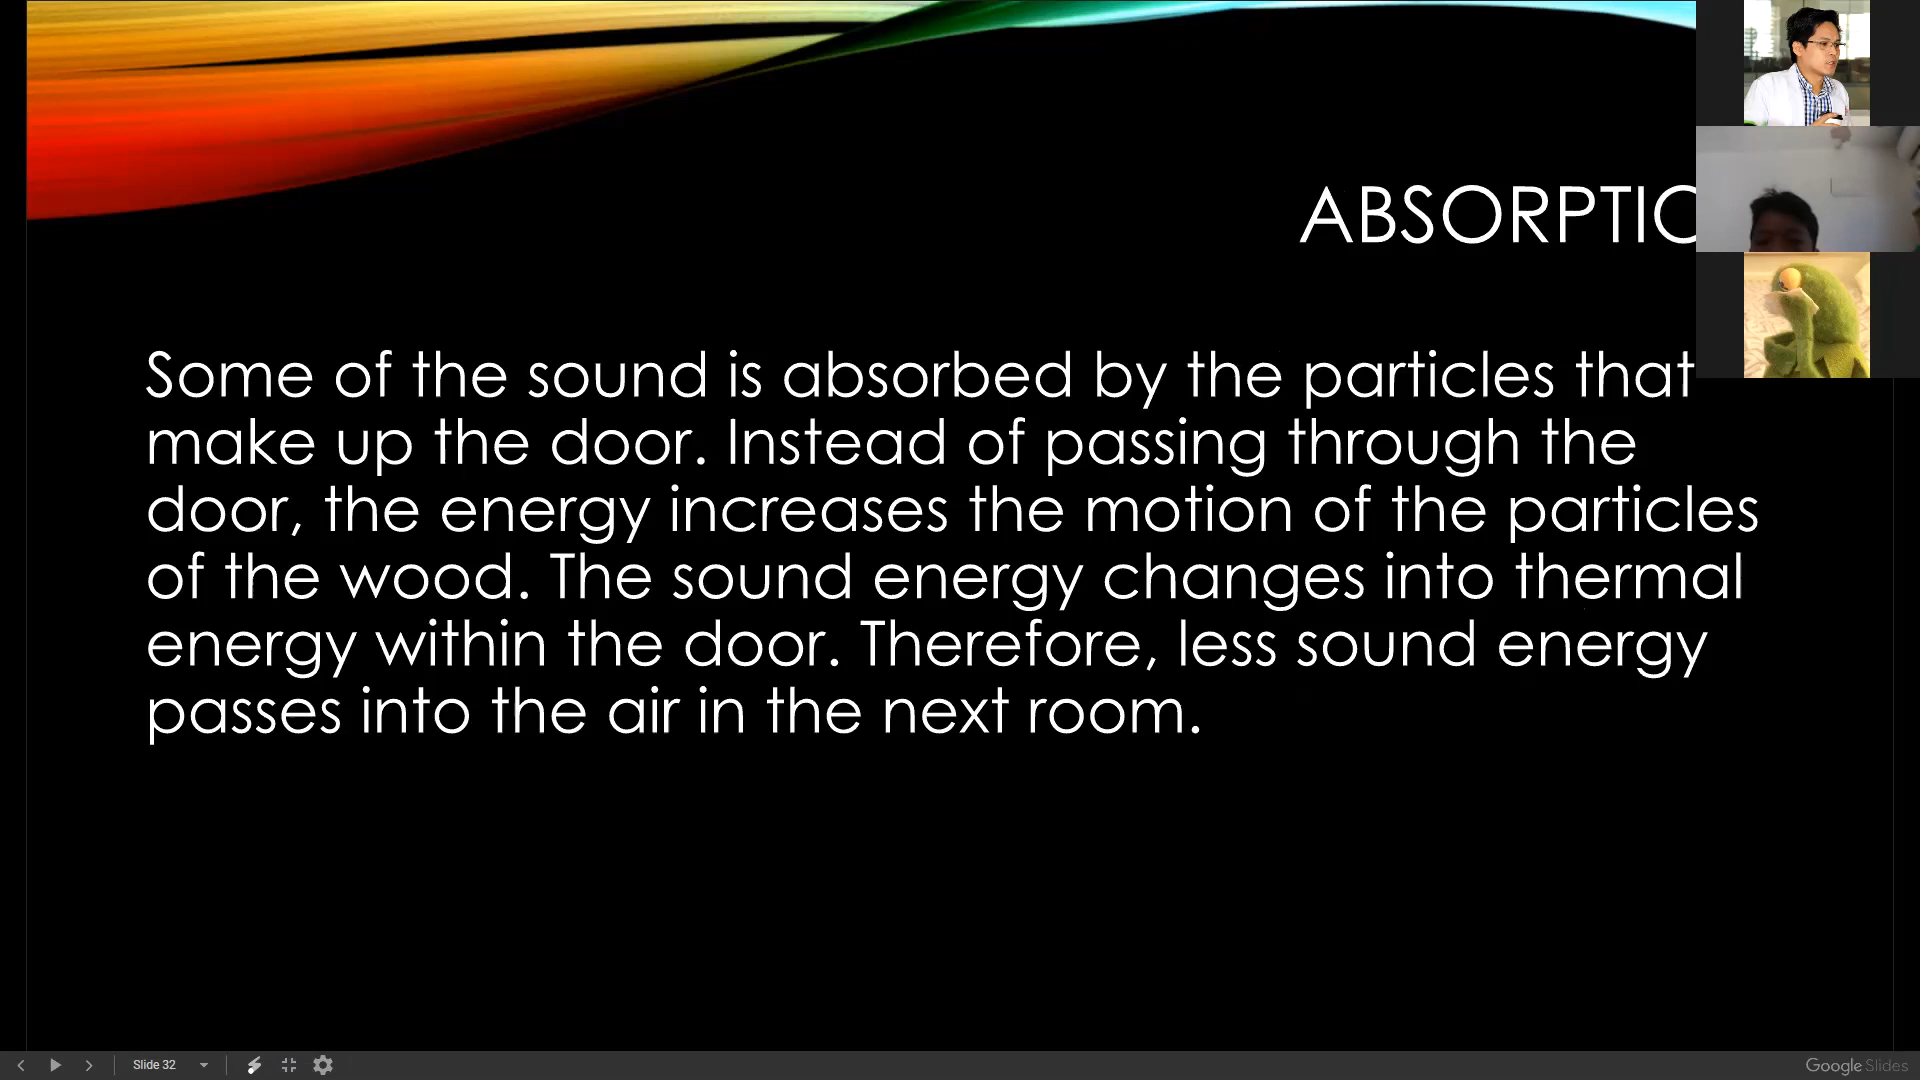 ABSORPTIO
Some of the sound is absorbed by the particles that
make up the door. Instead of passing through the
door, the energy increases the motion of the particles
of the wood. The sound energy changes into thermal
energy within the door. Therefore, less sound energy
passes into the air in the next room.
Slide 32
Google Slides